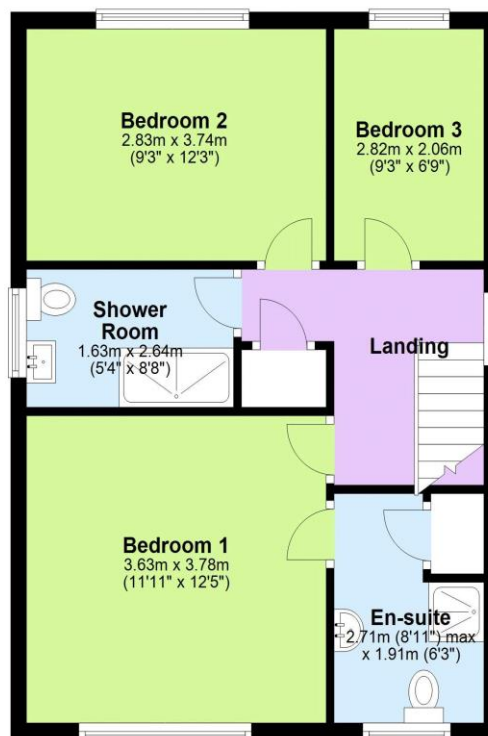 Bedroom 2
2.83m x 3.74m
(9'3" x 12'3")
Bedroom 3
2.82m x 2.06m
(9'3" x 6'9")
Shower
Room
1.63m x 2.64m
(5'4" x 8'8")
Landing
Bedroom 1
3.63m x 3.78m
(11'11" x 12'5")
En-suite
2.71m (8'11") max
x 1.91m (6'3")